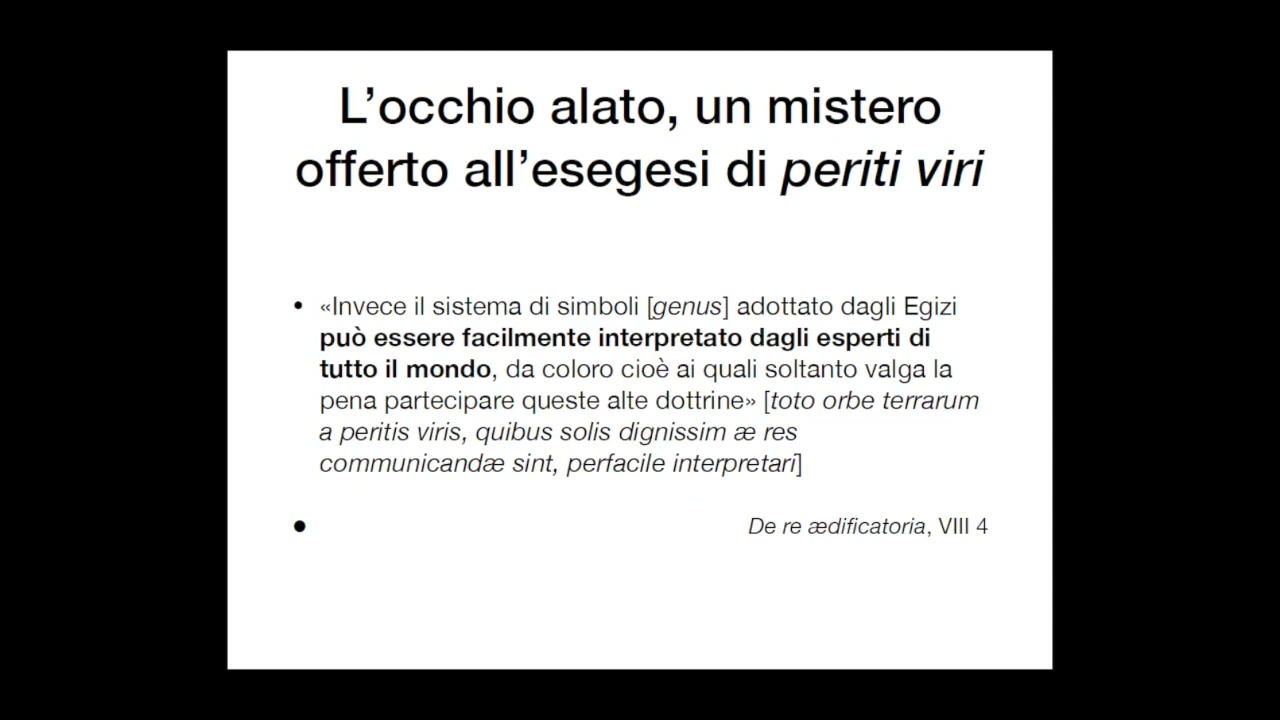 L’occhio alato, un mistero
offerto all’esegesi di periti viri
• «Invece il sistema di simboli [genus] adottato dagli Egizi
può essere facilmente interpretato dagli esperti di
tutto il mondo, da coloro cioè ai quali soltanto valga la
pena partecipare queste alte dottrine» [toto orbe terrarum
a peritis viris, quibus solis dignissim æ res
communicandæ sint, perfacile interpretari]
• De re ædificatoria, VIII 4